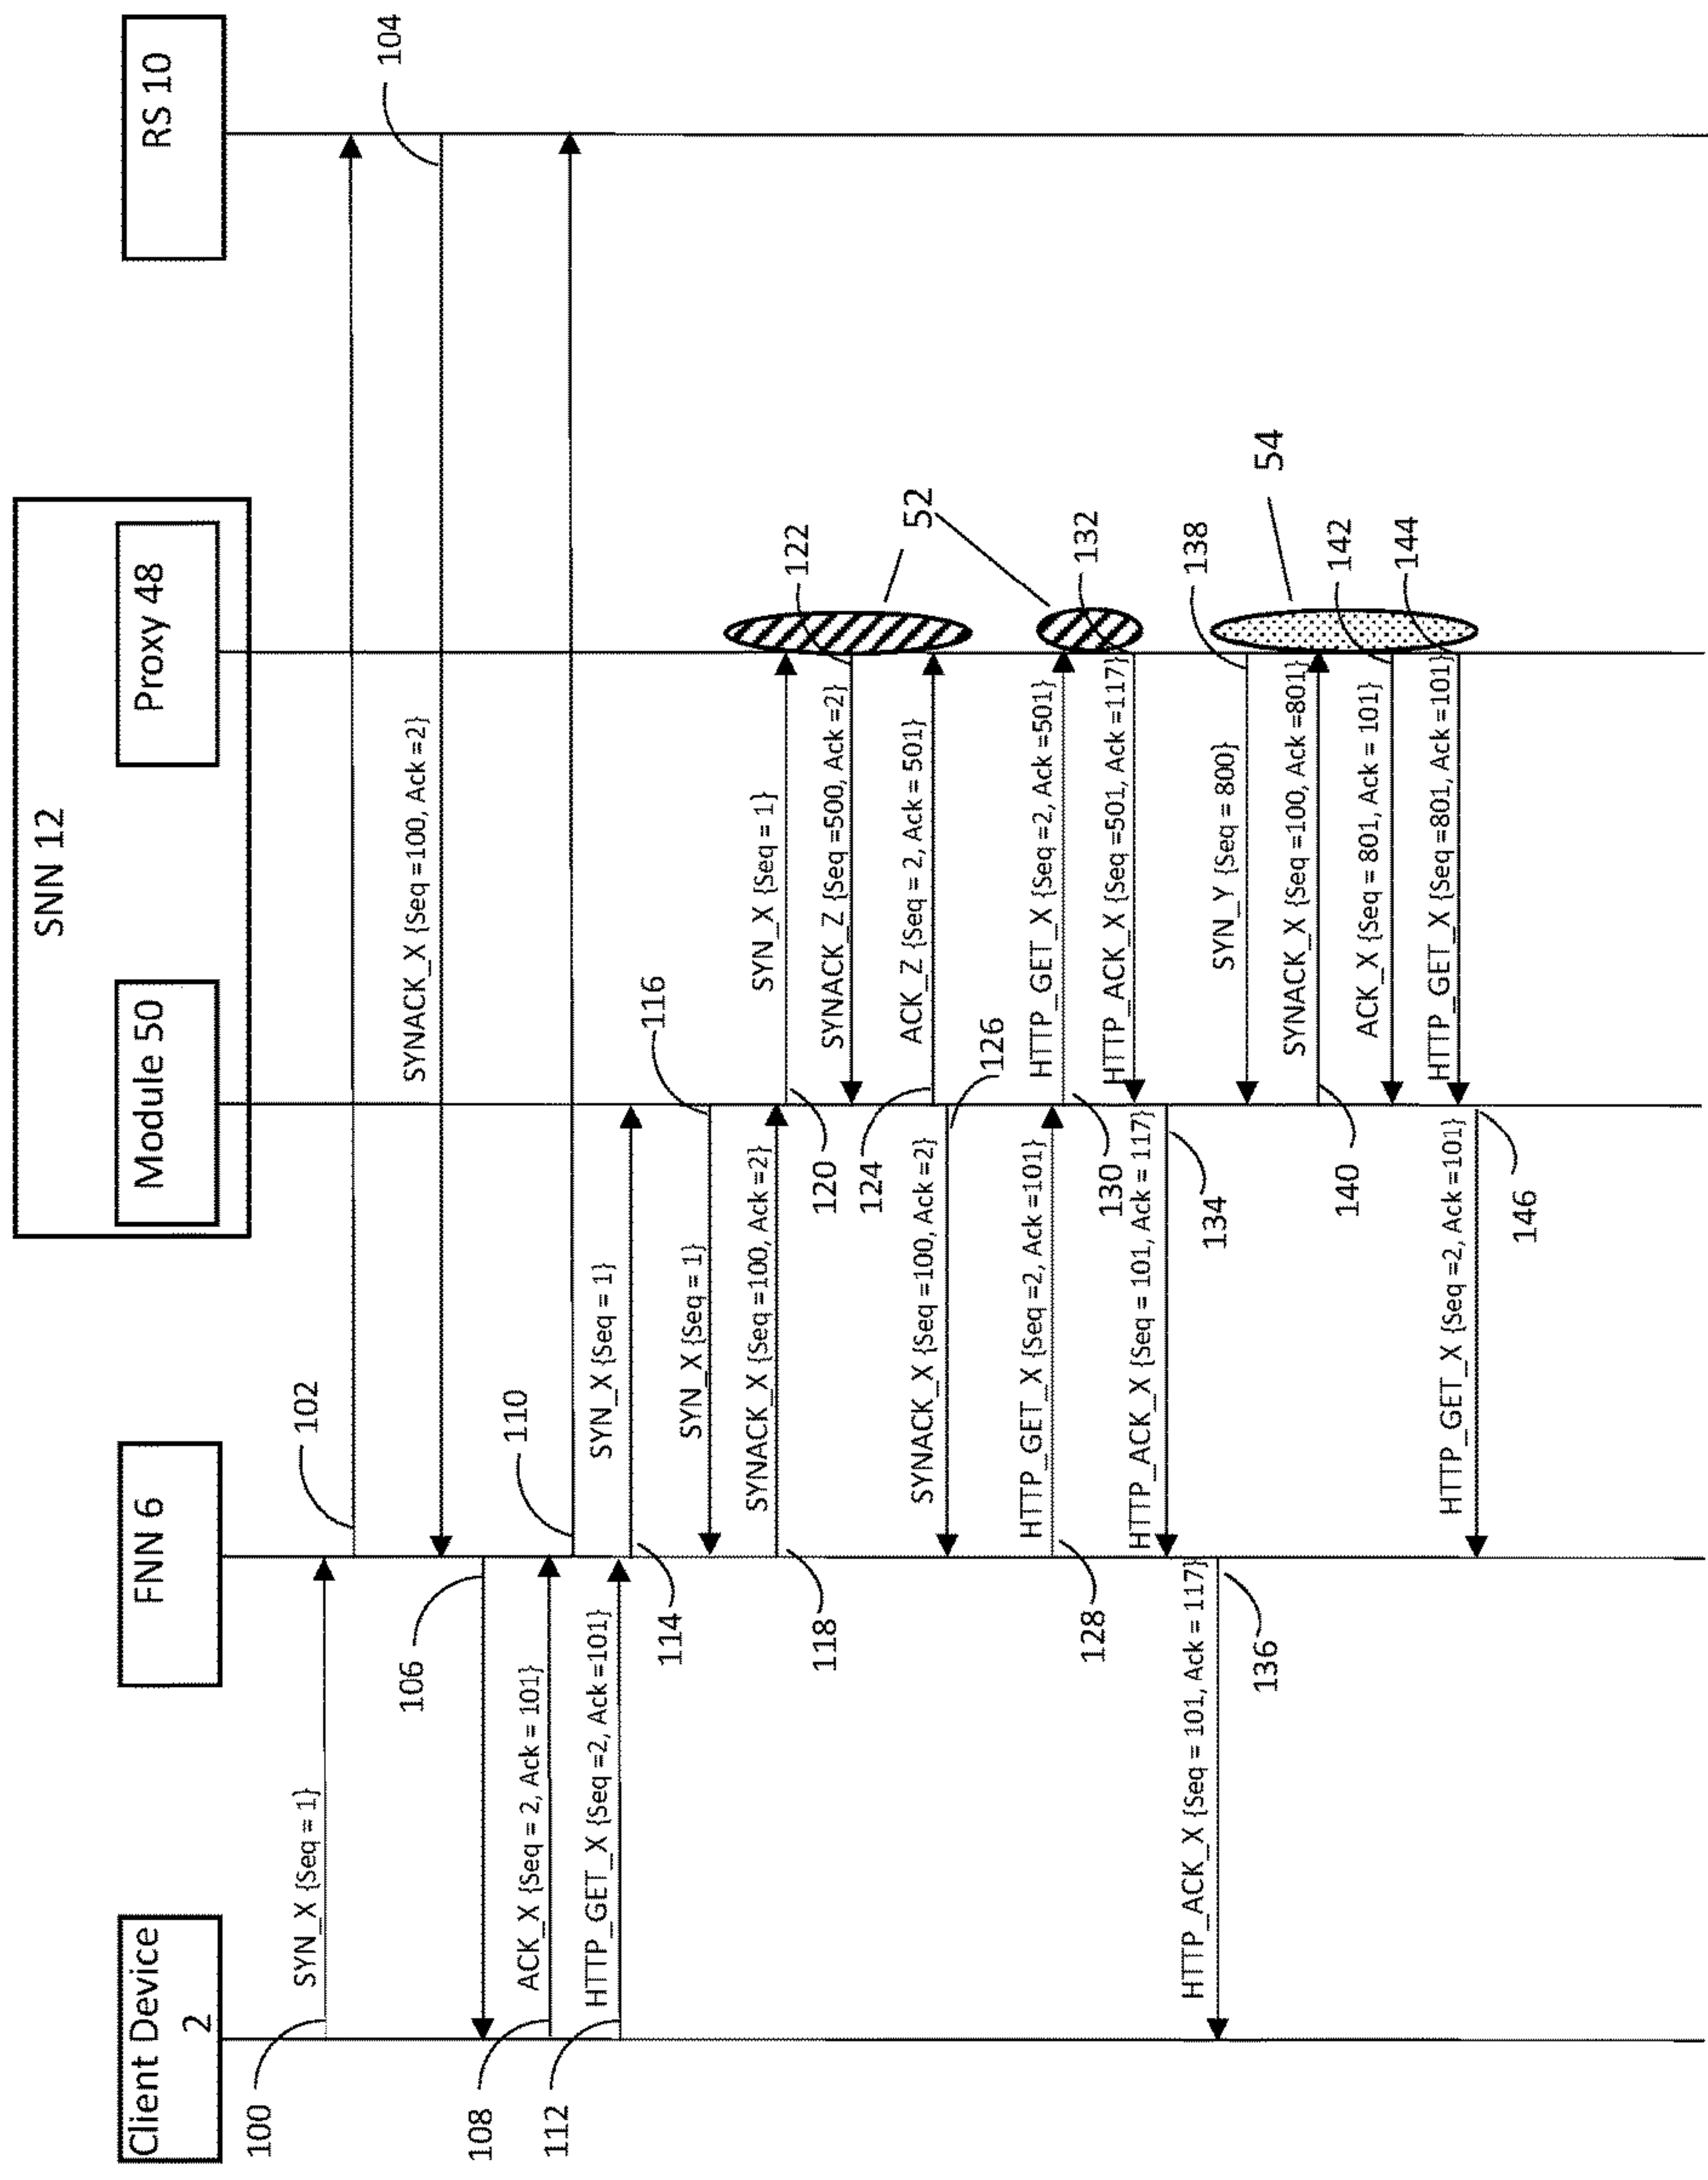 SNN 12
Client Device
2
FNN 6
Module 50
Proxy 48
RS 10
100
SYN_X {Seq = 1}
102
SYNACK_X {Seq =100, Ack =2}
104
106
108
ACK_X {Seq = 2, Ack = 101}
110
112
HTTP_GET_X {Seq =2, Ack =101}
114
SYN_X {Seq = 1}
116
SYN_X {Seq = 1}
118
SYNACK_X {Seq =100, Ack =2}
120
SYN_X {Seq = 1}
122
SYNACK_Z {Seq =500, Ack =2}
52
124
ACK_Z {Seq = 2, Ack = 501}
126
SYNACK_X {Seq =100, Ack =2}
128
HTTP_GET_X {Seq =2, Ack =101}
130
HTTP_GET_X {Seq =2, Ack =501}
132
HTTP_ACK_X {Seq =501, Ack =117}
134
HTTP_ACK_X {Seq = 101, Ack = 117}
136
HTTP_ACK_X {Seq = 101, Ack = 117}
138
SYN_Y {Seq = 800}
54
140
SYNACK_X {Seq =100, Ack =801}
142
ACK_X {Seq = 801, Ack = 101}
144
HTTP_GET_X {Seq =801, Ack =101}
146
HTTP_GET_X {Seq =2, Ack =101}